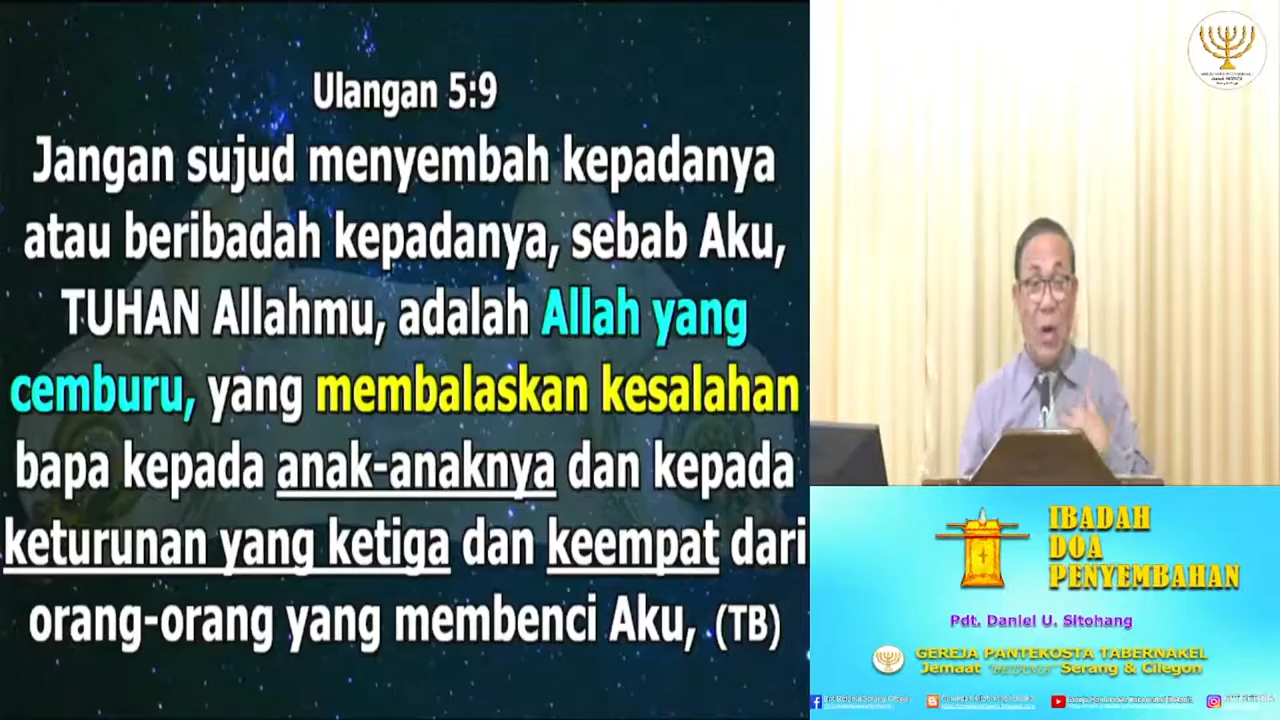 Ulangan 5:9
Jangan sujud menyembah kepadanya
atau beribadah kepadanya, sebab Aku,
TUHAN Allahmu, adalah Allah yang
cemburu, yang membalaskan kesalahan
bapa kepada anak-anaknya dan kepada
keturunan yang ketiga dan keempat dari
orang-orang yang membenci Aku, (TB)
IBADAH
DOA
PENYEMBAHAN
Pdt. Daniel U. Sitohang
GEREJA PANTEKOSTA TABERNAKEL
Jemaat "BETANIA" Serang & Cilegon